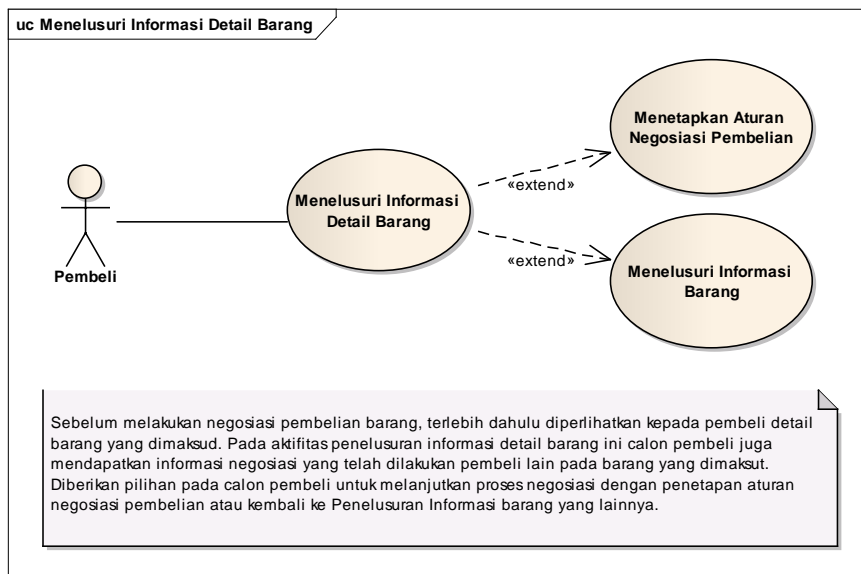 uc Menelusuri Informasi Detail Barang
Menetapkan Aturan
Negosiasi Pembelian
«extend»
Menelusuri Informasi
Detail Barang
Pembeli
«extend»
Menelusuri Informasi
Barang
Sebelum melakukan negosiasi pembelian barang, terlebih dahulu diperlihatkan kepada pembeli detail
barang yang dimaksud. Pada aktifitas penelusuran informasi detail barang ini calon pembeli juga
mendapatkan informasi negosiasi yang telah dilakukan pembeli lain pada barang yang dimaksut.
Diberikan pilihan pada calon pembeli untuk melanjutkan proses negosiasi dengan penetapan aturan
negosiasi pembelian atau kembali ke Penelusuran Informasi barang yang lainnya.